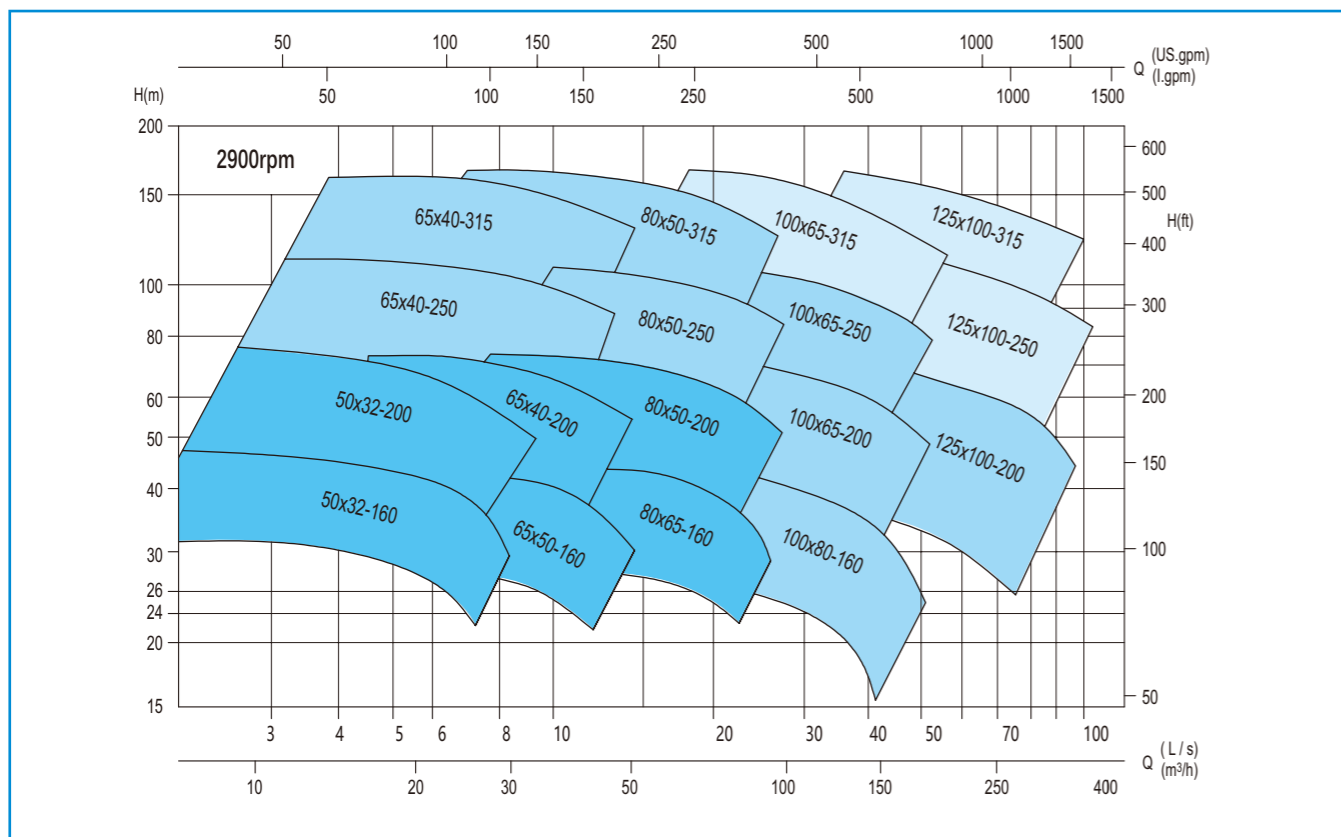 50 100 150 250 500 1000 1500
Q (US.gpm)
(I.gpm)
50 100 150 250 500 1000 1500
H(m)
200
150
100
80
60
50
40
30
26
24
20
15
2900rpm
65x40-315
80x50-315
100x65-315
125x100-315
65x40-250
80x50-250
100x65-250
125x100-250
50x32-200
65x40-200
80x50-200
100x65-200
125x100-200
50x32-160
65x50-160
80x65-160
100x80-160
600
500
H(ft)
400
300
200
150
100
50
3 4 5 6 8 10 20 30 40 50 70 100
Q ( L / s)
(m³/h)
10 20 30 50 100 150 250 400